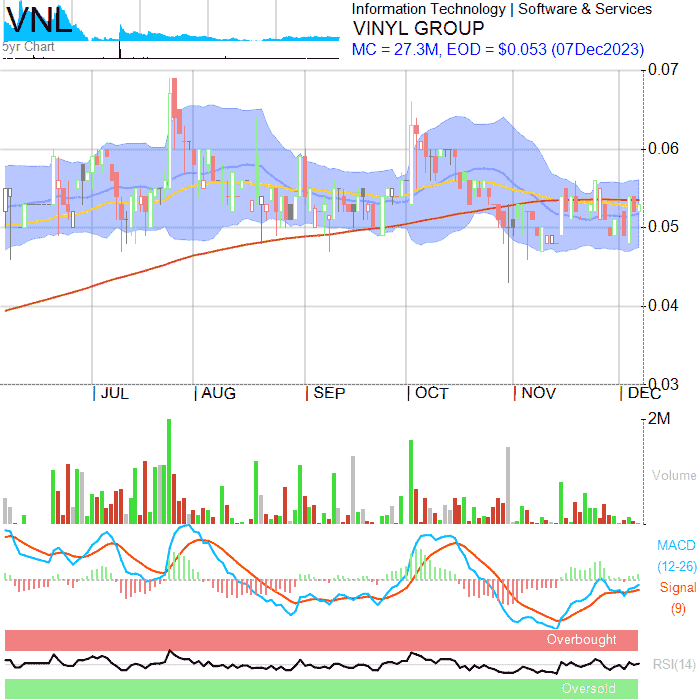 VNL
5yr Chart
Information Technology | Software & Services
VINYL GROUP
MC = 27.3M, EOD = $0.053 (07Dec2023)
0.07
0.06
0.05
0.04
0.03
JUL AUG SEP OCT NOV DEC
2M
Volume
MACD
(12-26)
Signal
(9)
Overbought
RSI(14)
Oversold